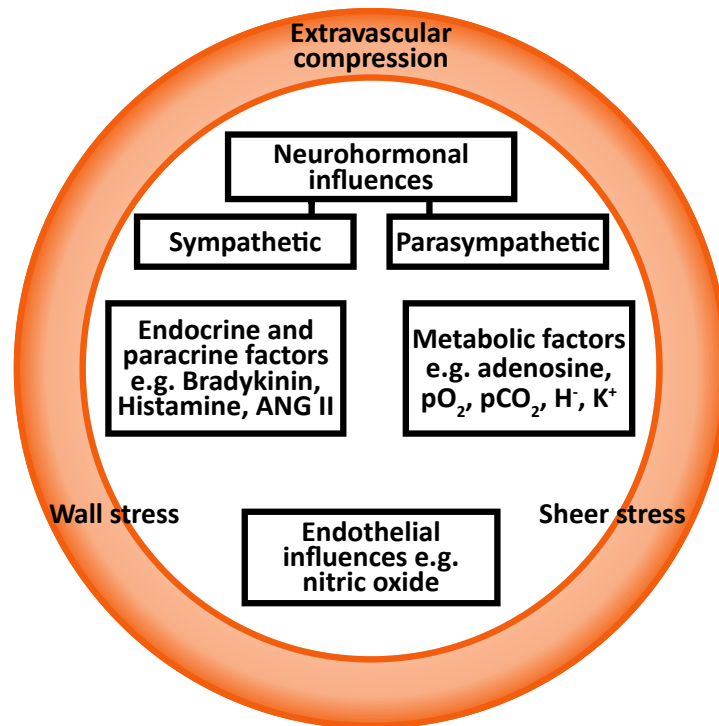 Extravascular
compression
Neurohormonal
influences
Sympathetic
Parasympathetic
Endocrine and
paracrine factors
e.g. Bradykinin,
Histamine, ANG II
Metabolic factors
e.g. adenosine,
pO₂, pCO₂, H⁻, K⁺
Wall stress
Sheer stress
Endothelial
influences e.g.
nitric oxide